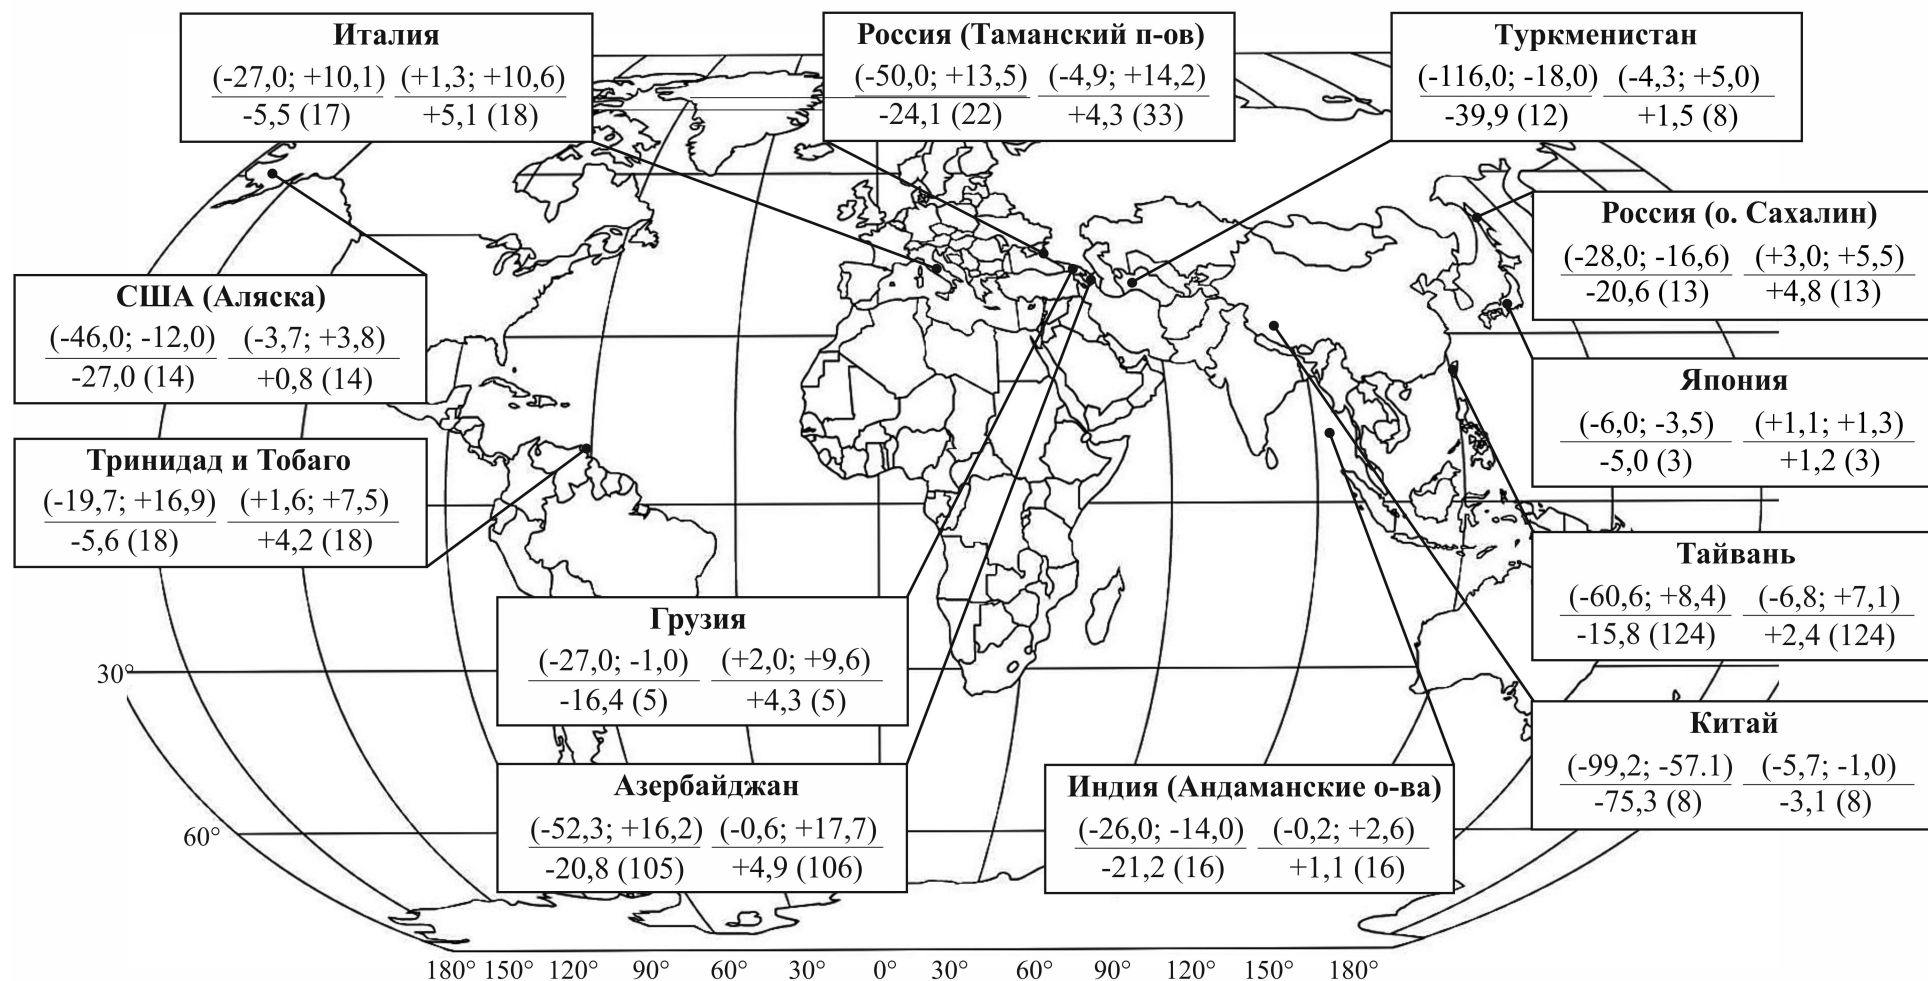 Италия
(-27,0; +10,1) (+1,3; +10,6)
-5,5 (17) +5,1 (18)
Россия (Таманский п-ов)
(-50,0; +13,5) (-4,9; +14,2)
-24,1 (22) +4,3 (33)
Туркменистан
(-116,0; -18,0) (-4,3; +5,0)
-39,9 (12) +1,5 (8)
Россия (о. Сахалин)
(-28,0; -16,6) (+3,0; +5,5)
-20,6 (13) +4,8 (13)
США (Аляска)
(-46,0; -12,0) (-3,7; +3,8)
-27,0 (14) +0,8 (14)
Япония
(-6,0; -3,5) (+1,1; +1,3)
-5,0 (3) +1,2 (3)
Тринидад и Тобаго
(-19,7; +16,9) (+1,6; +7,5)
-5,6 (18) +4,2 (18)
Тайвань
(-60,6; +8,4) (-6,8; +7,1)
-15,8 (124) +2,4 (124)
Грузия
(-27,0; -1,0) (+2,0; +9,6)
-16,4 (5) +4,3 (5)
30°
Китай
(-99,2; -57.1) (-5,7; -1,0)
-75,3 (8) -3,1 (8)
Азербайджан
(-52,3; +16,2) (-0,6; +17,7)
-20,8 (105) +4,9 (106)
Индия (Андаманские о-ва)
(-26,0; -14,0) (-0,2; +2,6)
-21,2 (16) +1,1 (16)
60°
180° 150° 120° 90° 60° 30° 0° 30° 60° 90° 120° 150° 180°